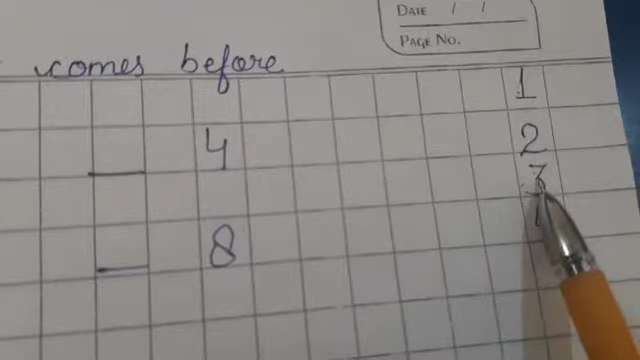 DATE / /
PAGE NO.
comes before
1
__ 4
2
3
__ 8